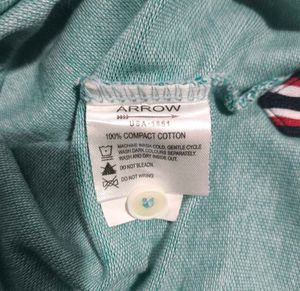 ARROW
USA-1851
100% COMPACT COTTON
MACHINE WASH COLD, GENTLE CYCLE
WASH DARK COLOURS SEPARATELY
WASH AND DRY INSIDE OUT.
DO NOT BLEACH.
DO NOT WRING.